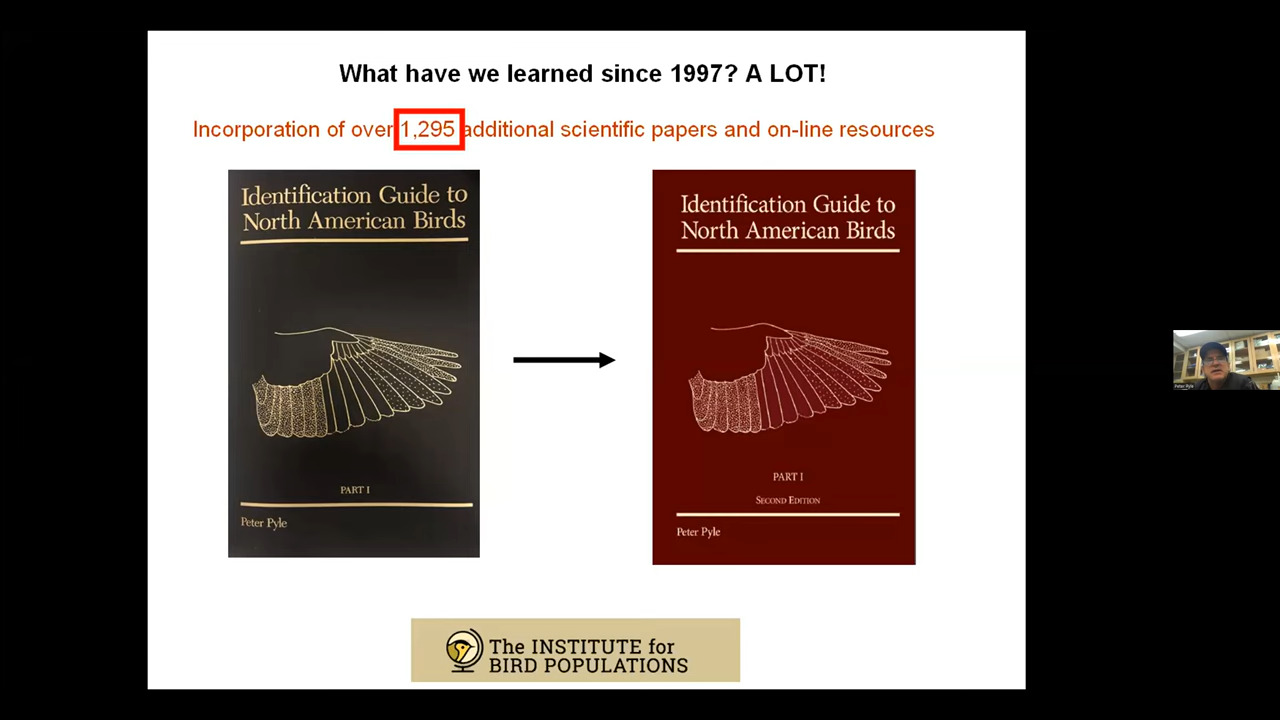 What have we learned since 1997? A LOT!
Incorporation of over 1,295 additional scientific papers and on-line resources
Identification Guide to
North American Birds
PART I
Peter Pyle
Identification Guide to
North American Birds
PART I
SECOND EDITION
Peter Pyle
The INSTITUTE for
BIRD POPULATIONS
Peter Pyle